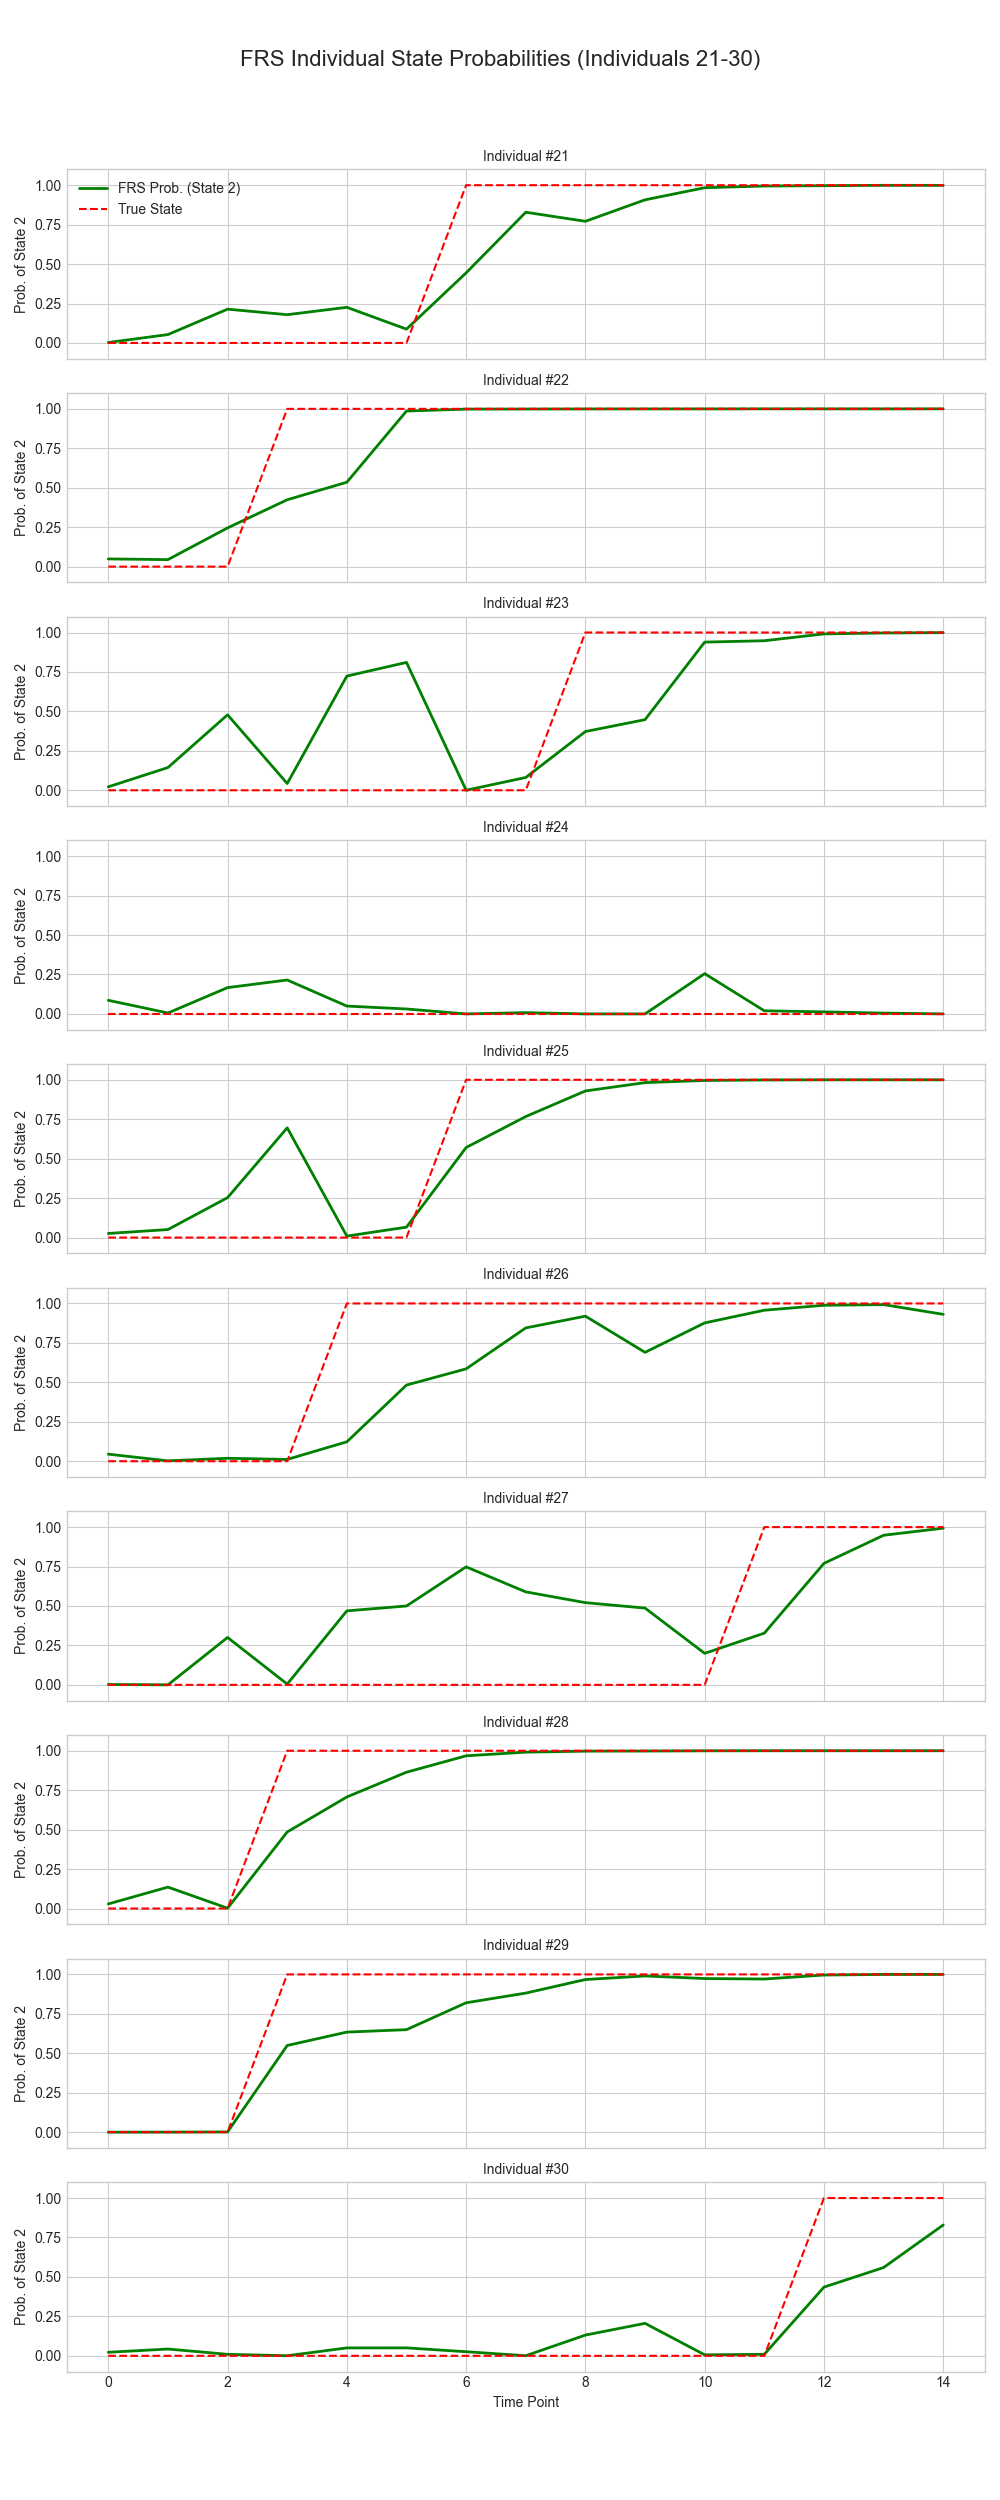 FRS Individual State Probabilities (Individuals 21-30)
Individual #21
FRS Prob. (State 2)
True State
1.00
0.75
0.50
0.25
0.00
Prob. of State 2
Individual #22
1.00
0.75
0.50
0.25
0.00
Prob. of State 2
Individual #23
1.00
0.75
0.50
0.25
0.00
Prob. of State 2
Individual #24
1.00
0.75
0.50
0.25
0.00
Prob. of State 2
Individual #25
1.00
0.75
0.50
0.25
0.00
Prob. of State 2
Individual #26
1.00
0.75
0.50
0.25
0.00
Prob. of State 2
Individual #27
1.00
0.75
0.50
0.25
0.00
Prob. of State 2
Individual #28
1.00
0.75
0.50
0.25
0.00
Prob. of State 2
Individual #29
1.00
0.75
0.50
0.25
0.00
Prob. of State 2
Individual #30
1.00
0.75
0.50
0.25
0.00
Prob. of State 2
0 2 4 6 8 10 12 14
Time Point